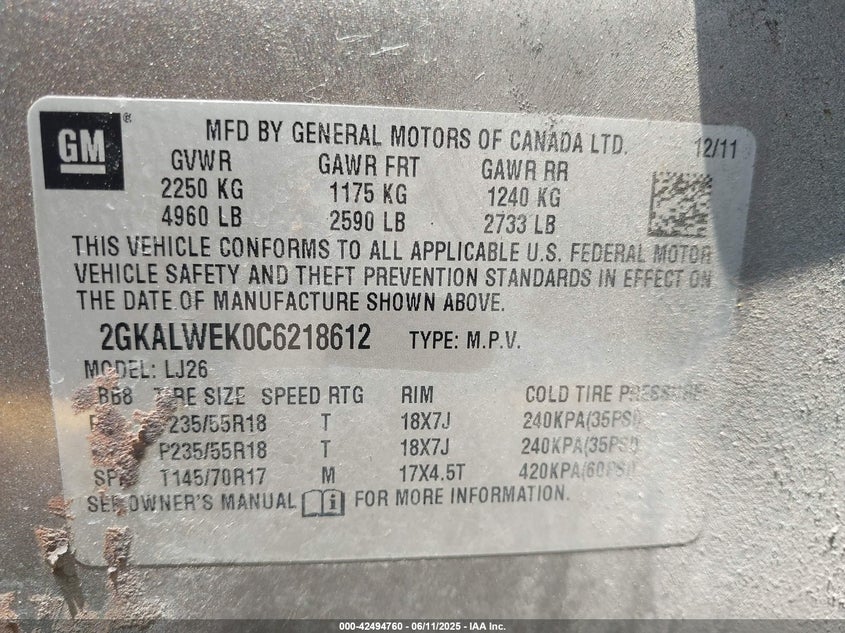 GM®
MFD BY GENERAL MOTORS OF CANADA LTD. 12/11
GVWR GAWR FRT GAWR RR
2250 KG 1175 KG 1240 KG
4960 LB 2590 LB 2733 LB
THIS VEHICLE CONFORMS TO ALL APPLICABLE U.S. FEDERAL MOTOR
VEHICLE SAFETY AND THEFT PREVENTION STANDARDS IN EFFECT ON
THE DATE OF MANUFACTURE SHOWN ABOVE.
2GKALWEK0C6218612 TYPE: M.P.V.
MODEL: LJ26
SIZE SPEED RTG RIM COLD TIRE PRESSURE
P235/55R18 T 18X7J 240KPA(35PSI)
P235/55R18 T 18X7J 240KPA(35PSI)
T145/70R17 M 17X4.5T 420KPA(60PSI)
SEE OWNER'S MANUAL FOR MORE INFORMATION.
000-42494760 - 06/11/2025 - IAA Inc.